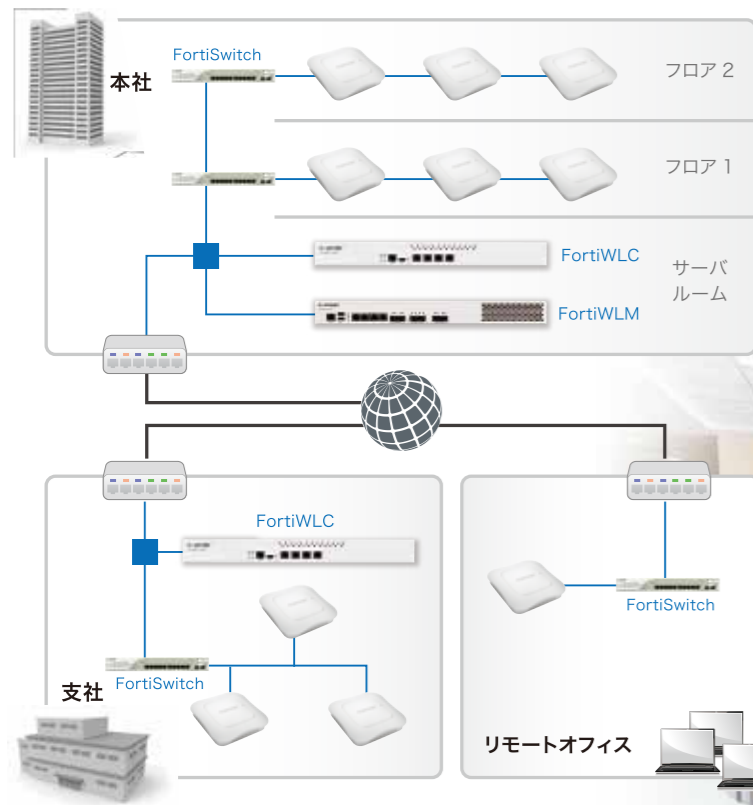 FortiSwitch
本社
フロア 2
フロア 1
FortiWLC
サーバ
ルーム
FortiWLM
FortiWLC
FortiSwitch
支社
FortiSwitch
リモートオフィス